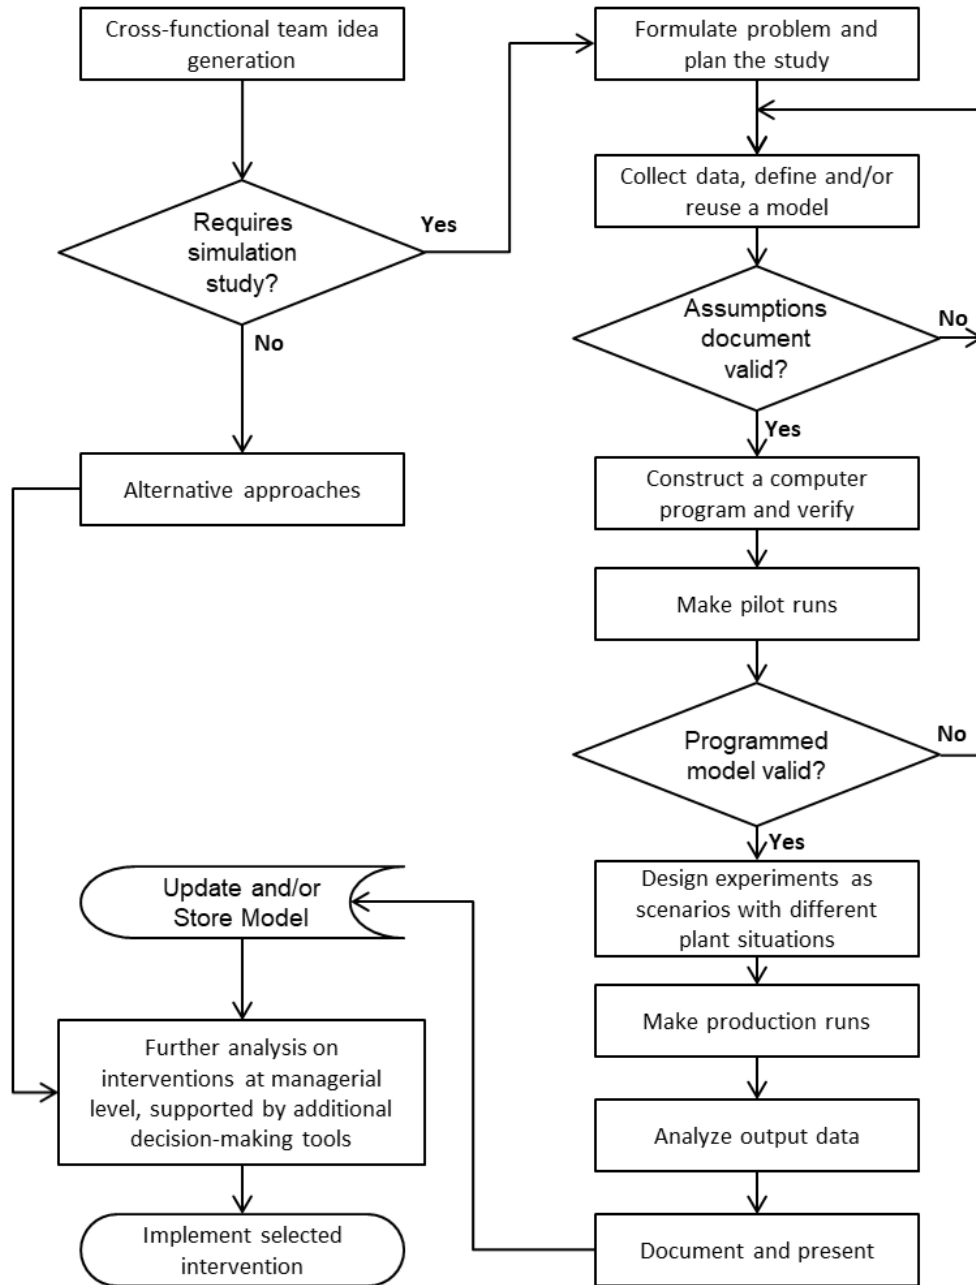 Cross-functional team idea
generation
Requires
simulation
study?
Yes
No
Alternative approaches
Formulate problem and
plan the study
Collect data, define and/or
reuse a model
Assumptions
document
valid?
No
Yes
Construct a computer
program and verify
Make pilot runs
Programmed
model valid?
No
Yes
Design experiments as
scenarios with different
plant situations
Make production runs
Analyze output data
Document and present
Update and/or
Store Model
Further analysis on
interventions at managerial
level, supported by additional
decision-making tools
Implement selected
intervention